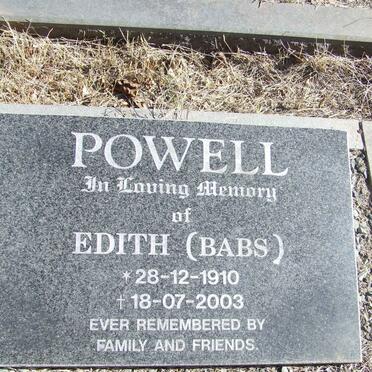 POWELL
In Loving Memory
of
EDITH (BABS)
* 28-12-1910
† 18-07-2003
EVER REMEMBERED BY
FAMILY AND FRIENDS.